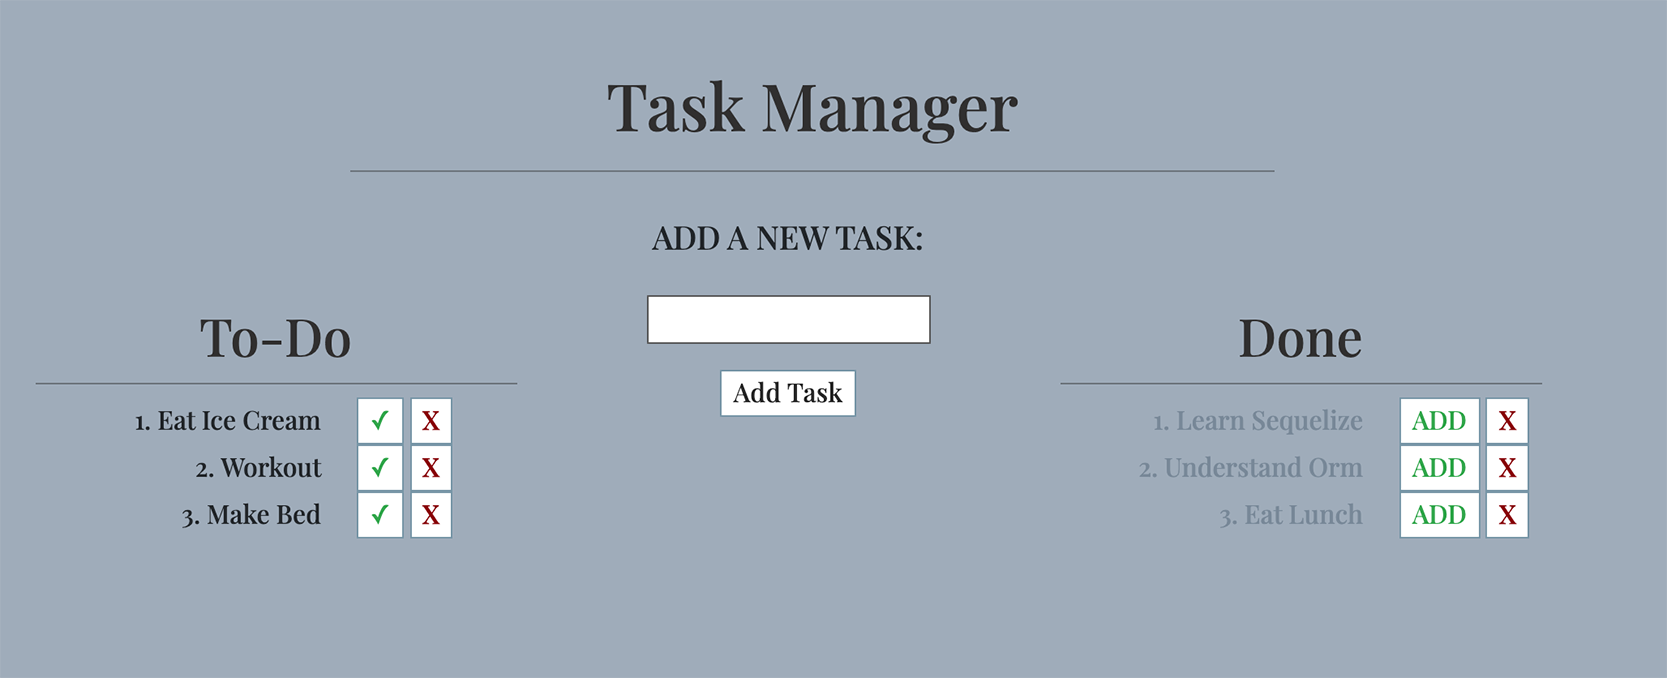 Task Manager
ADD A NEW TASK:
Add Task
To-Do
1. Eat Ice Cream ✓ X
2. Workout ✓ X
3. Make Bed ✓ X
Done
1. Learn Sequelize ADD X
2. Understand Orm ADD X
3. Eat Lunch ADD X